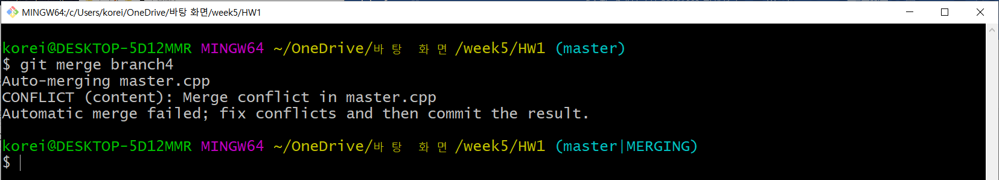 MINGW64:/c/Users/korei/OneDrive/바탕 화면/week5/HW1
korei@DESKTOP-5D12MMR MINGW64 ~/OneDrive/바탕 화면/week5/HW1 (master)
$ git merge branch4
Auto-merging master.cpp
CONFLICT (content): Merge conflict in master.cpp
Automatic merge failed; fix conflicts and then commit the result.
korei@DESKTOP-5D12MMR MINGW64 ~/OneDrive/바탕 화면/week5/HW1 (master|MERGING)
$